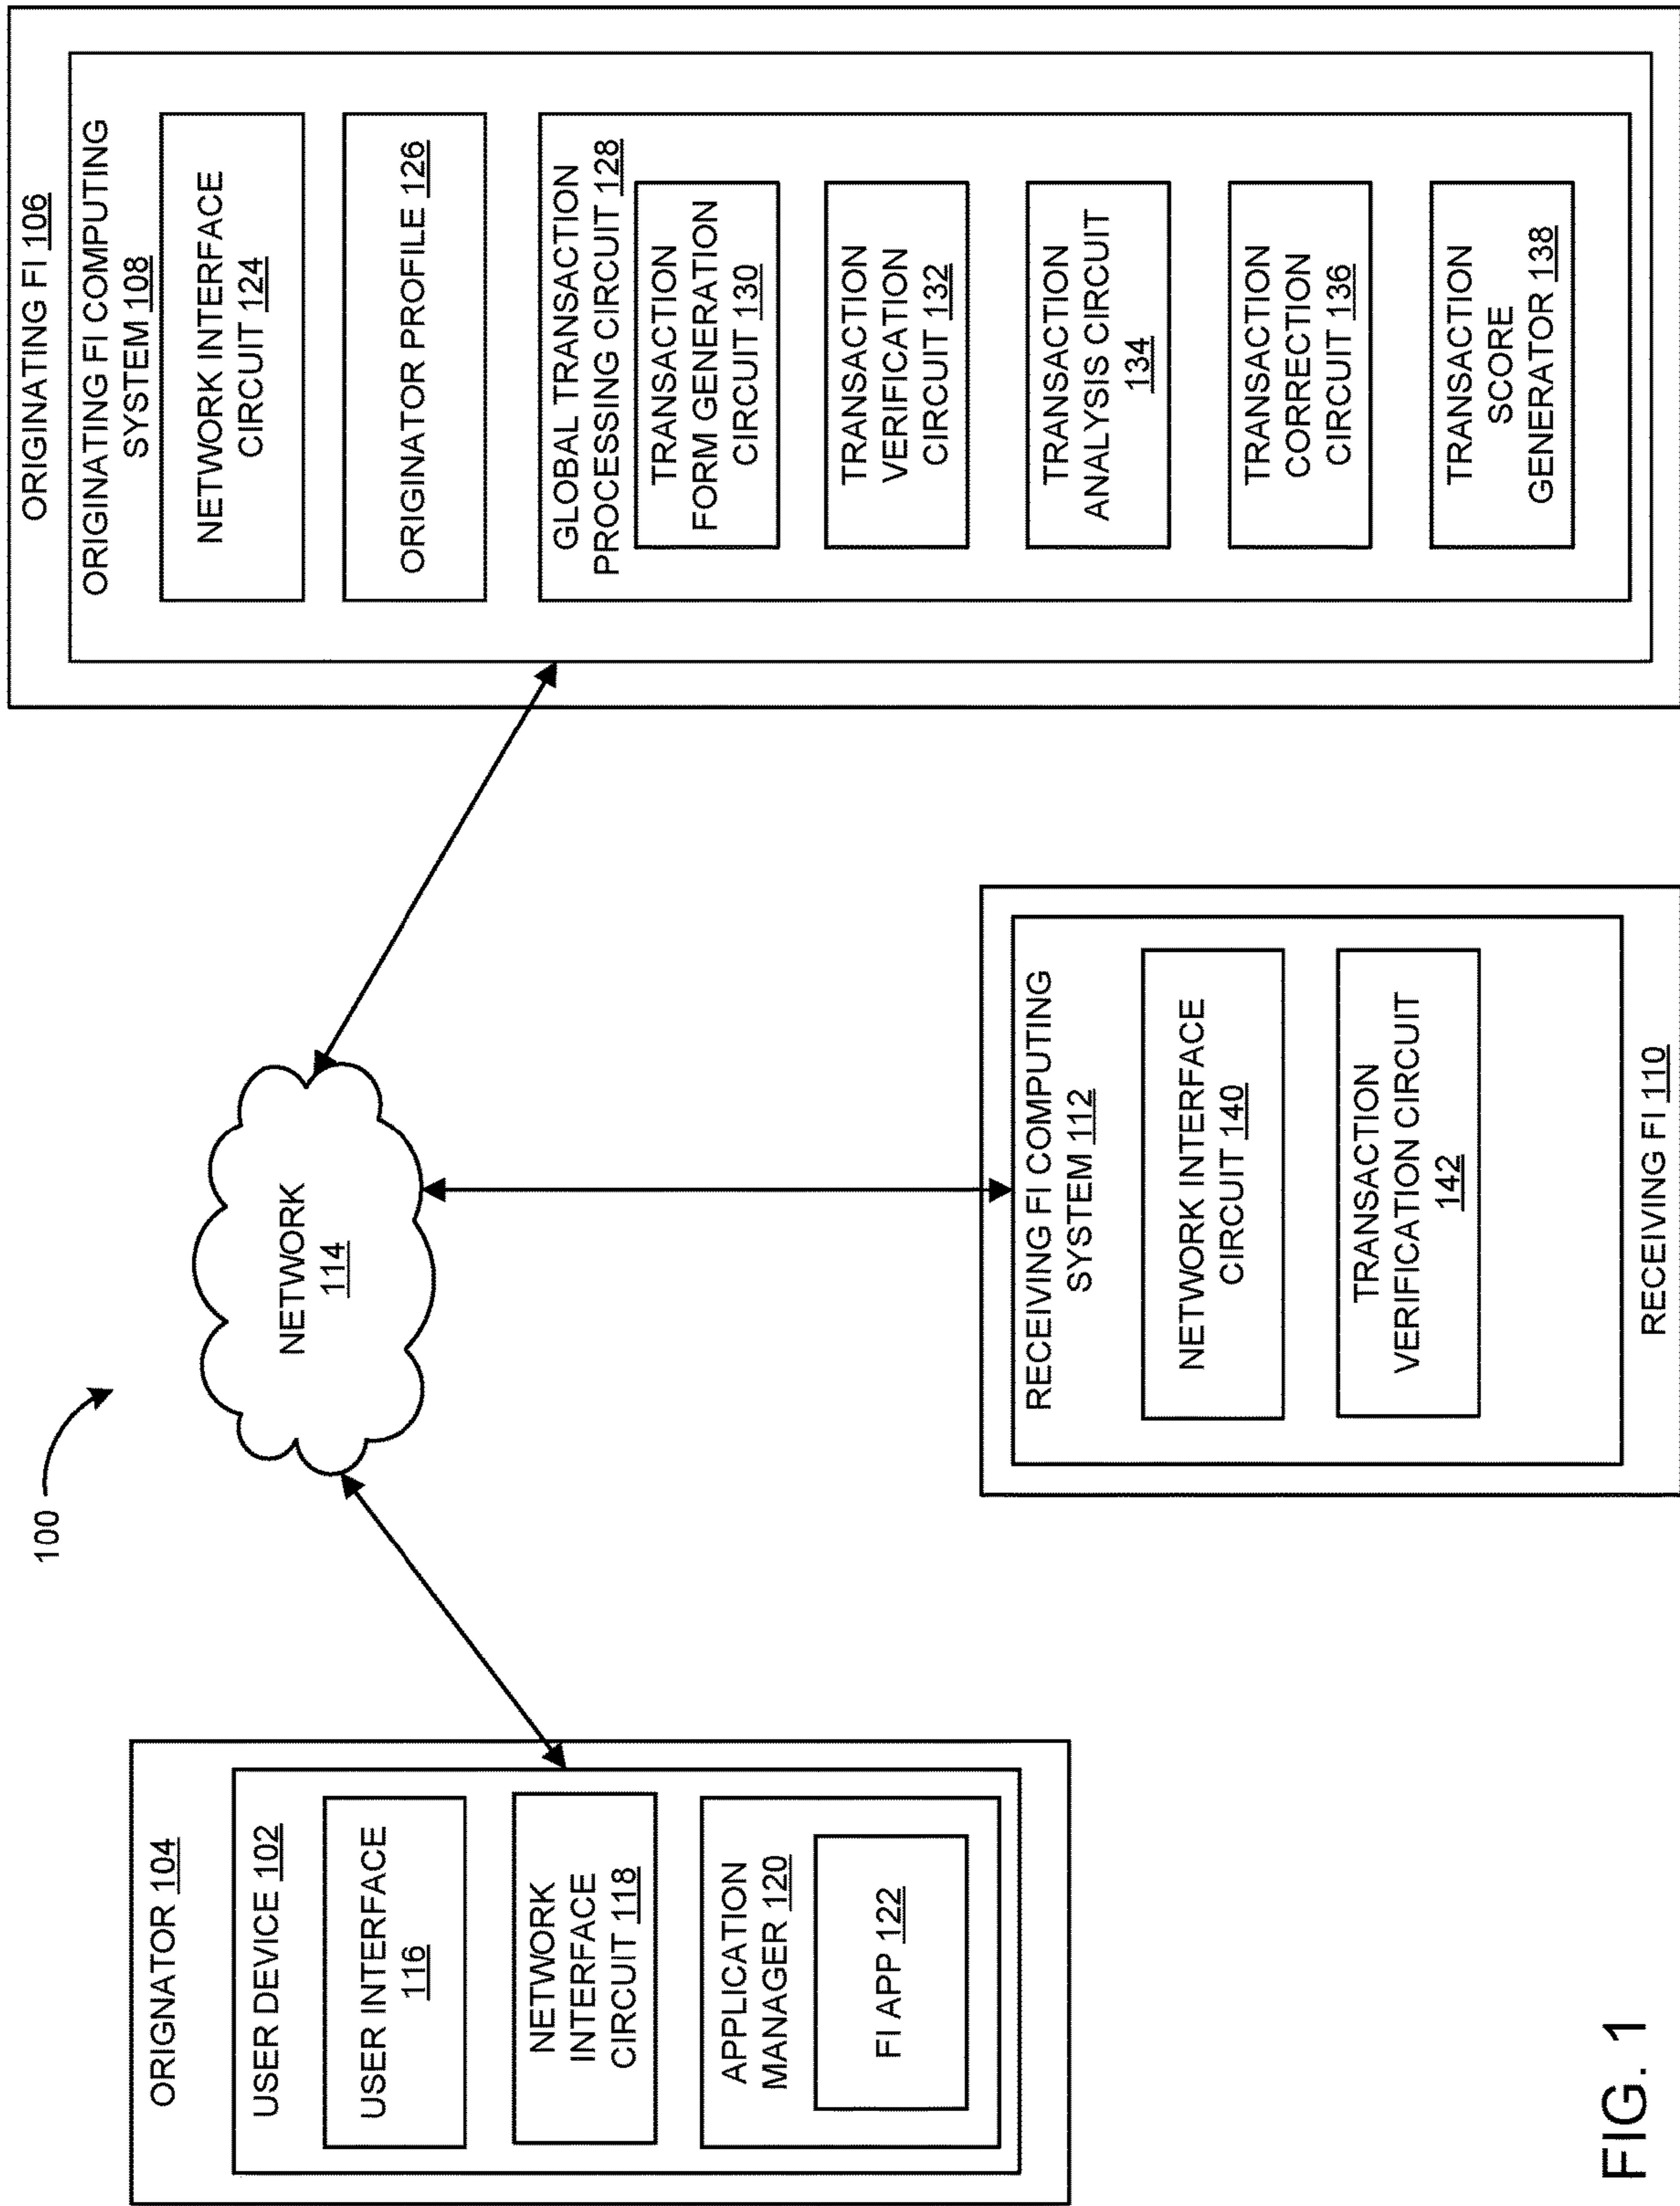 100
ORIGNATOR 104
USER DEVICE 102
USER INTERFACE
116
NETWORK
INTERFACE
CIRCUIT 118
APPLICATION
MANAGER 120
FI APP 122
NETWORK
114
RECEIVING FI COMPUTING
SYSTEM 112
NETWORK INTERFACE
CIRCUIT 140
TRANSACTION
VERIFICATION CIRCUIT
142
RECEIVING FI 110
ORIGINATING FI 106
ORIGINATING FI COMPUTING
SYSTEM 108
NETWORK INTERFACE
CIRCUIT 124
ORIGINATOR PROFILE 126
GLOBAL TRANSACTION
PROCESSING CIRCUIT 128
TRANSACTION
FORM GENERATION
CIRCUIT 130
TRANSACTION
VERIFICATION
CIRCUIT 132
TRANSACTION
ANALYSIS CIRCUIT
134
TRANSACTION
CORRECTION
CIRCUIT 136
TRANSACTION
SCORE
GENERATOR 138
FIG. 1